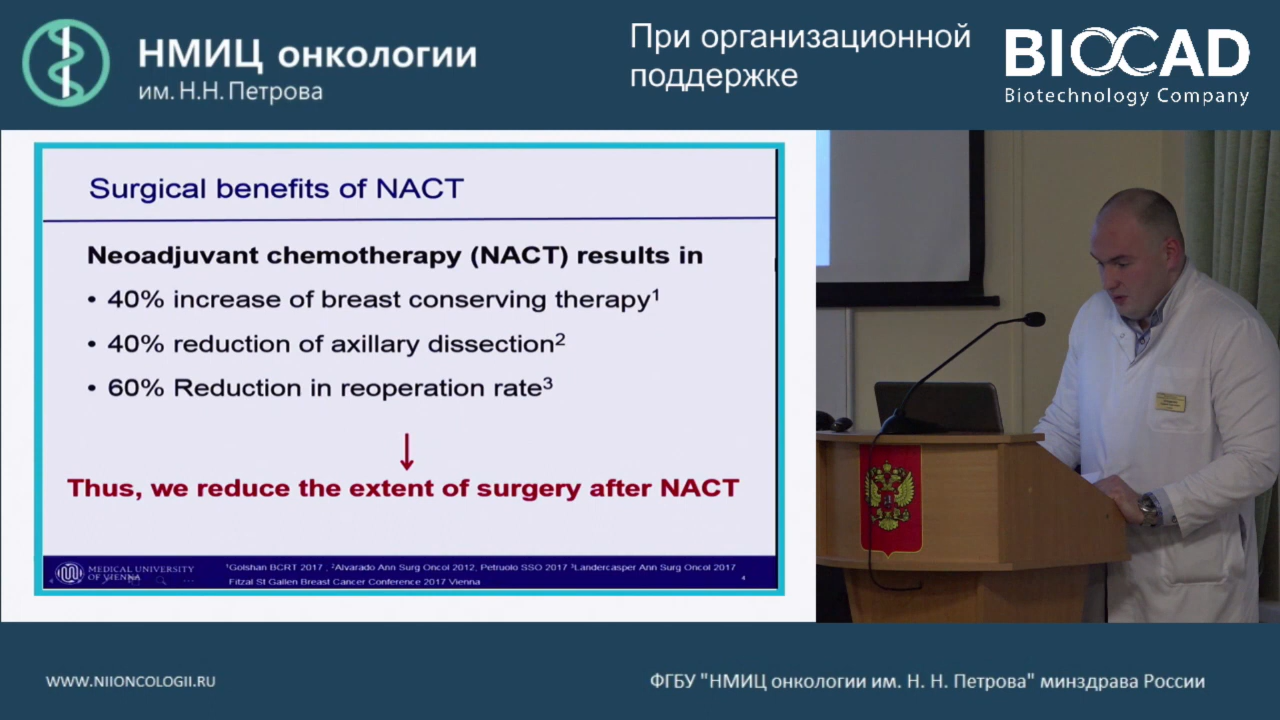 НМИЦ онкологии
им. Н.Н. Петрова
При организационной
поддержке
BIOCAD
Biotechnology Company
Surgical benefits of NACT
Neoadjuvant chemotherapy (NACT) results in
• 40% increase of breast conserving therapy¹
• 40% reduction of axillary dissection²
• 60% Reduction in reoperation rate³
Thus, we reduce the extent of surgery after NACT
MEDICAL UNIVERSITY
OF VIENNA
¹Golshan BCRT 2017 , ²Alvarado Ann Surg Oncol 2012, Petruolo SSO 2017 ³Landercasper Ann Surg Oncol 2017
Fitzal St Gallen Breast Cancer Conference 2017 Vienna
4
WWW.NIIONCOLOGII.RU
ФГБУ "НМИЦ онкологии им. Н. Н. Петрова" минздрава России